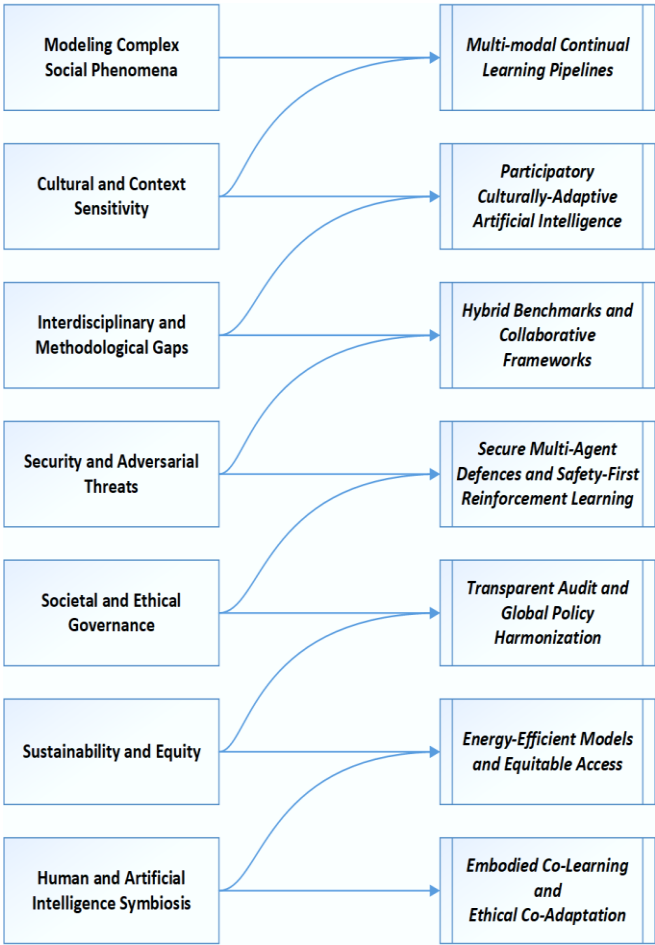 Modeling Complex
Social Phenomena
Multi-modal Continual
Learning Pipelines
Cultural and Context
Sensitivity
Participatory
Culturally-Adaptive
Artificial Intelligence
Interdisciplinary and
Methodological Gaps
Hybrid Benchmarks and
Collaborative
Frameworks
Security and Adversarial
Threats
Secure Multi-Agent
Defences and Safety-First
Reinforcement Learning
Societal and Ethical
Governance
Transparent Audit and
Global Policy
Harmonization
Sustainability and Equity
Energy-Efficient Models
and Equitable Access
Human and Artificial
Intelligence Symbiosis
Embodied Co-Learning
and
Ethical Co-Adaptation